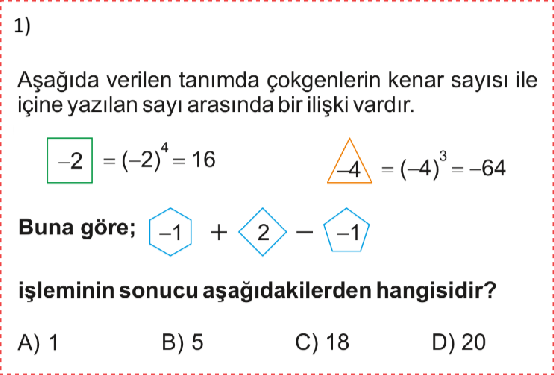 1)
Aşağıda verilen tanımda çokgenlerin kenar sayısı ile
içine yazılan sayı arasında bir ilişki vardır.
–2 = (–2)⁴ = 16 –4 = (–4)³ = –64
Buna göre; –1 + 2 – –1
işleminin sonucu aşağıdakilerden hangisidir?
A) 1 B) 5 C) 18 D) 20